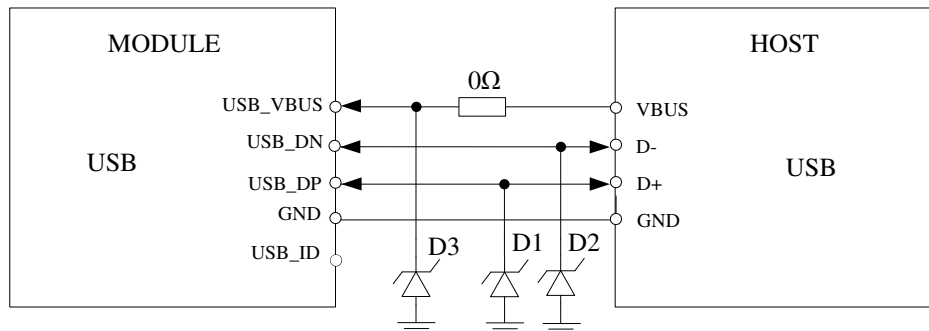 MODULE
HOST
0Ω
USB_VBUS
VBUS
USB_DN
D-
USB
USB
USB_DP
D+
GND
GND
USB_ID
D3
D1
D2